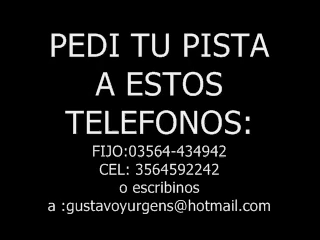 PEDI TU PISTA
A ESTOS
TELEFONOS:
FIJO:03564-434942
CEL: 3564592242
o escribinos
a :gustavoyurgens@hotmail.com